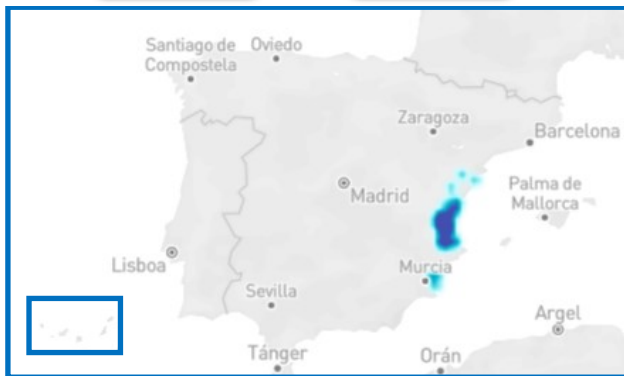 Santiago de
Compostela
Oviedo
Zaragoza
Barcelona
Madrid
Palma de
Mallorca
Lisboa
Murcia
Sevilla
Argel
Tánger
Orán